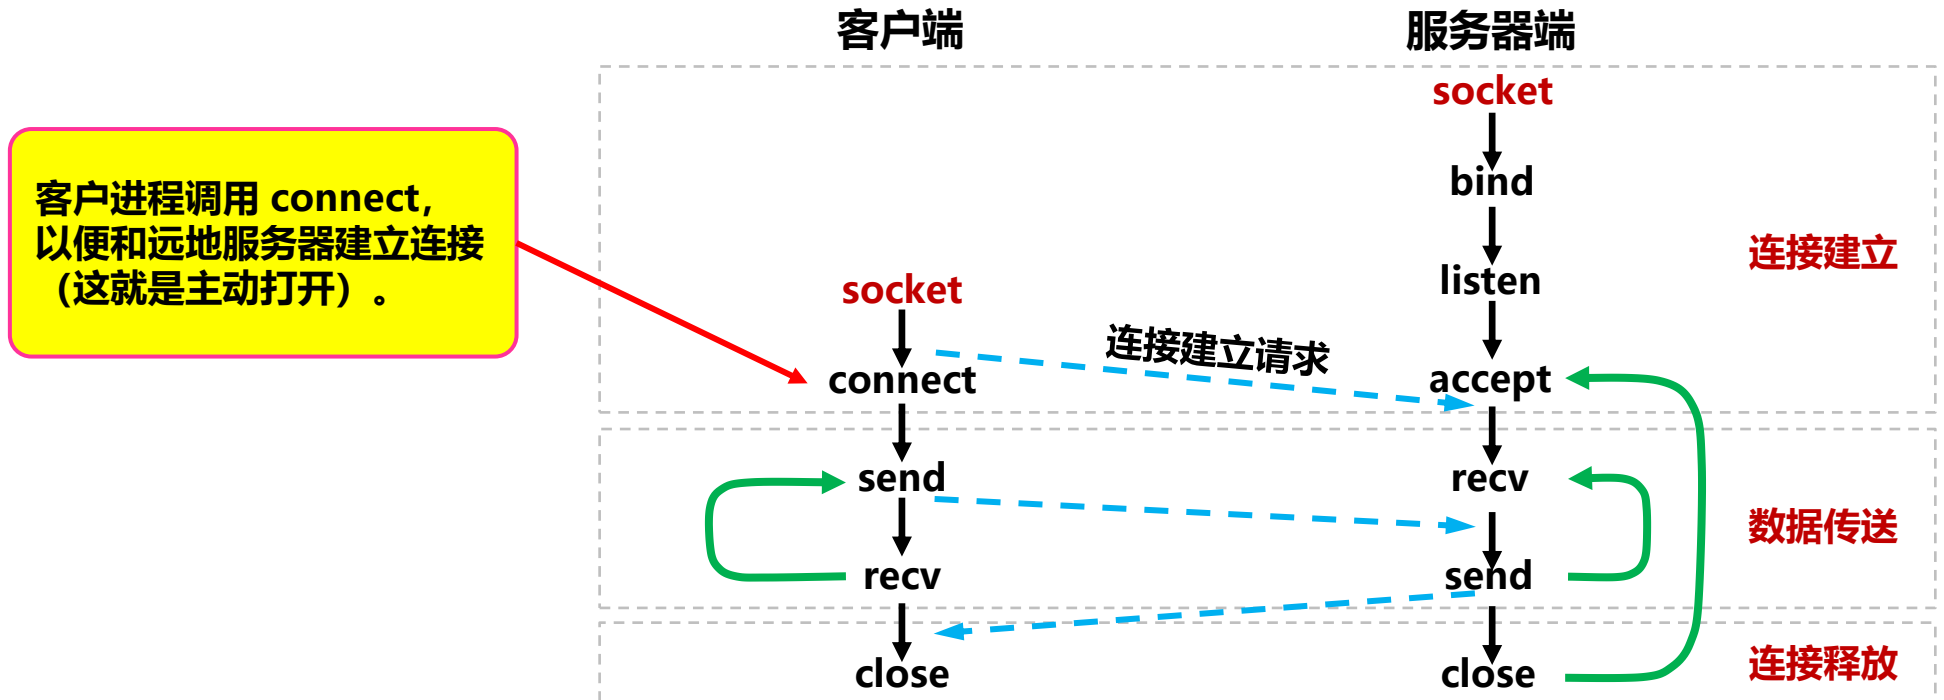 客户端
服务器端
socket
bind
客户进程调用 connect，
以便和远地服务器建立连接
（这就是主动打开）。
连接建立
listen
socket
连接建立请求
connect
accept
send
recv
数据传送
recv
send
连接释放
close
close